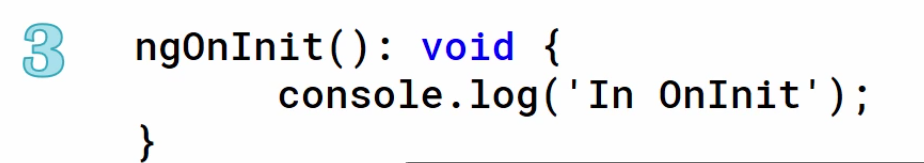 3 ngOnInit(): void {
console.log('In OnInit');
}